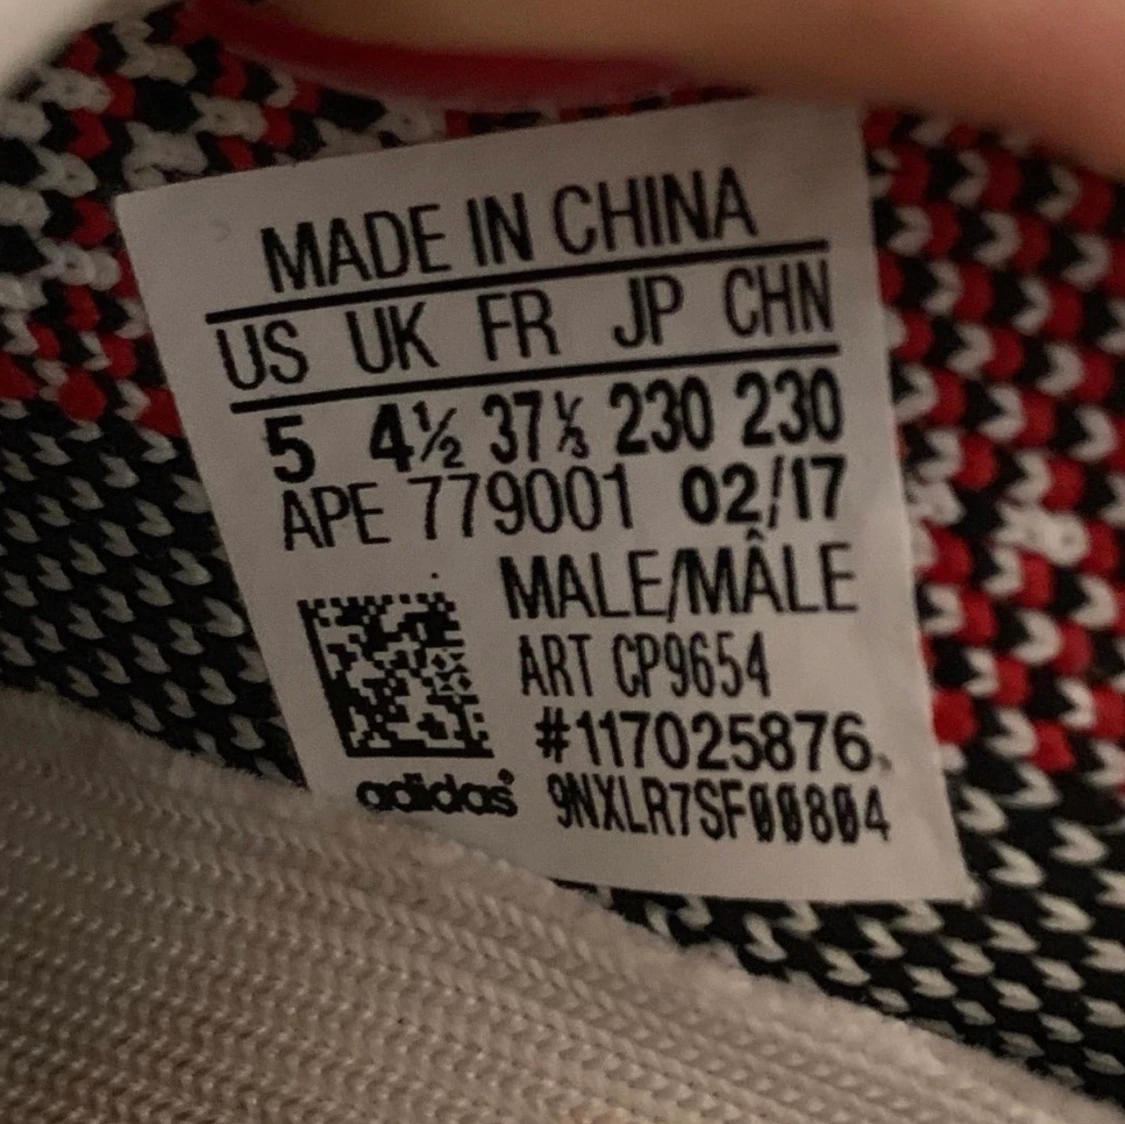 MADE IN CHINA
US UK FR JP CHN
5 4½ 37⅓ 230 230
APE 779001 02/17
MALE/MÂLE
ART CP9654
#117025876
adidas 9NXLR7SF00804